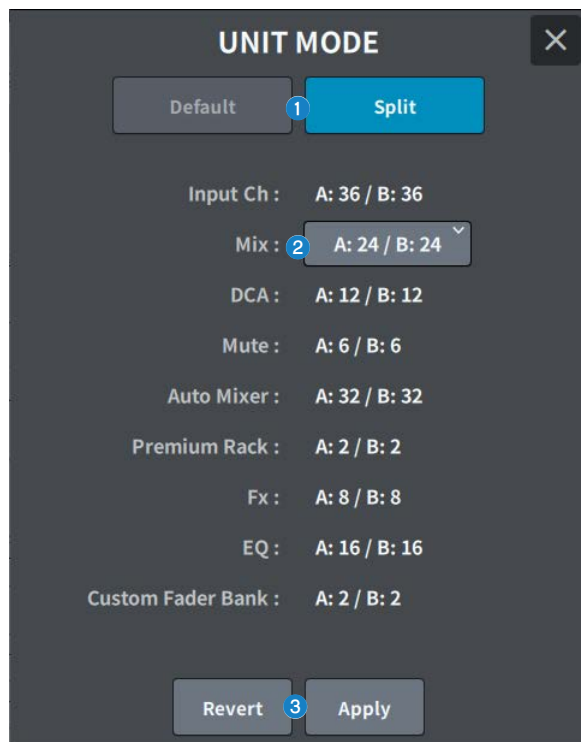 UNIT MODE
Default 1 Split
Input Ch : A: 36 / B: 36
Mix : 2 A: 24 / B: 24
DCA : A: 12 / B: 12
Mute : A: 6 / B: 6
Auto Mixer : A: 32 / B: 32
Premium Rack : A: 2 / B: 2
Fx : A: 8 / B: 8
EQ : A: 16 / B: 16
Custom Fader Bank : A: 2 / B: 2
Revert 3 Apply